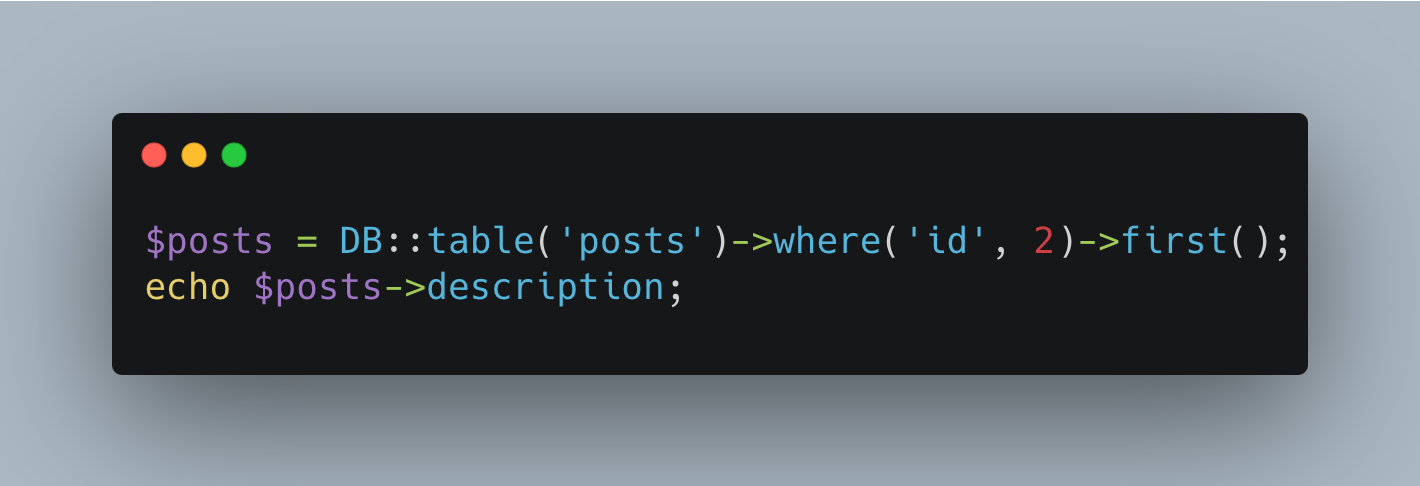 $posts = DB::table('posts')->where('id', 2)->first();
echo $posts->description;